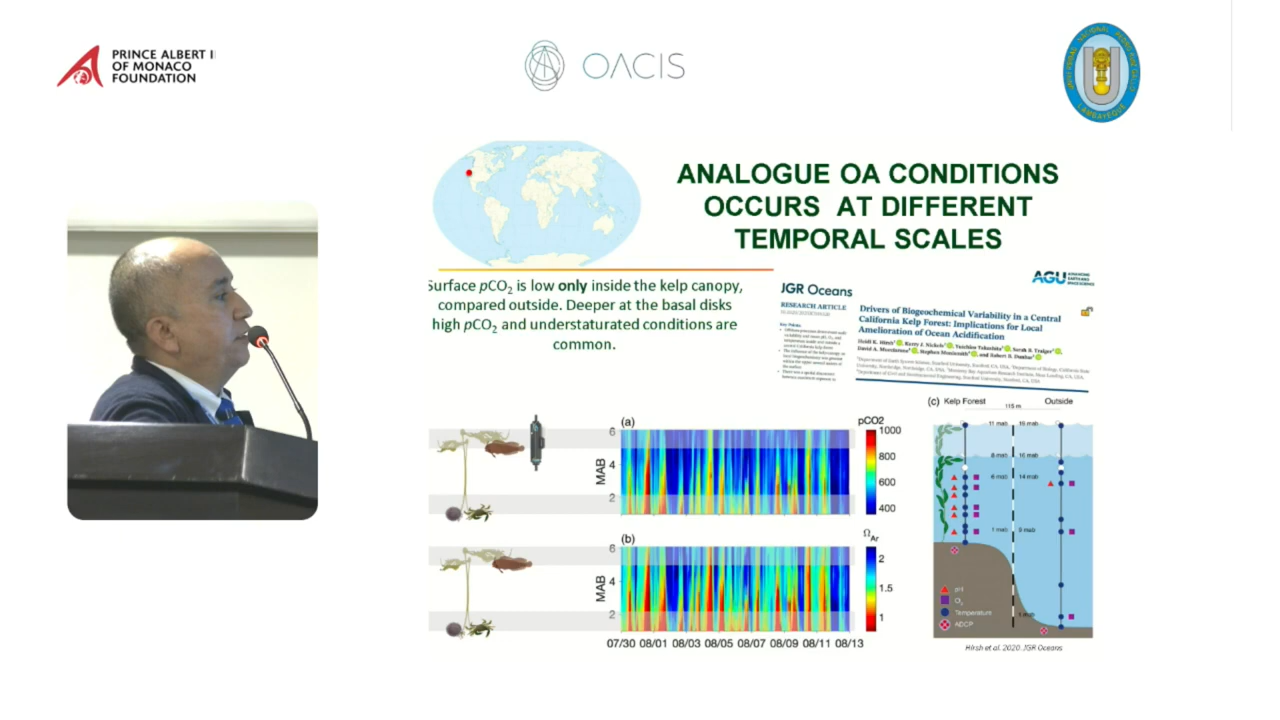 PRINCE ALBERT II
OF MONACO
FOUNDATION
OACIS
LAMBAYEQUE
ANALOGUE OA CONDITIONS
OCCURS AT DIFFERENT
TEMPORAL SCALES
Surface pCO2 is low only inside the kelp canopy,
compared outside. Deeper at the basal disks
high pCO2 and understaturated conditions are
common.
AGU
JGR Oceans
RESEARCH ARTICLE
Drivers of Biogeochemical Variability in a Central
California Kelp Forest: Implications for Local
Amelioration of Ocean Acidification
(a)
pCO2
6
4
2
MAB
1000
800
600
400
(b)
ΩAr
6
4
2
MAB
2
1.5
1
07/30 08/01 08/03 08/05 08/07 08/09 08/11 08/13
(c) Kelp Forest Outside
115 m
11 mab 19 mab
8 mab 16 mab
6 mab 14 mab
1 mab
pH
O2
Temperature
ADCP
Hirsh et al. 2020. JGR Oceans